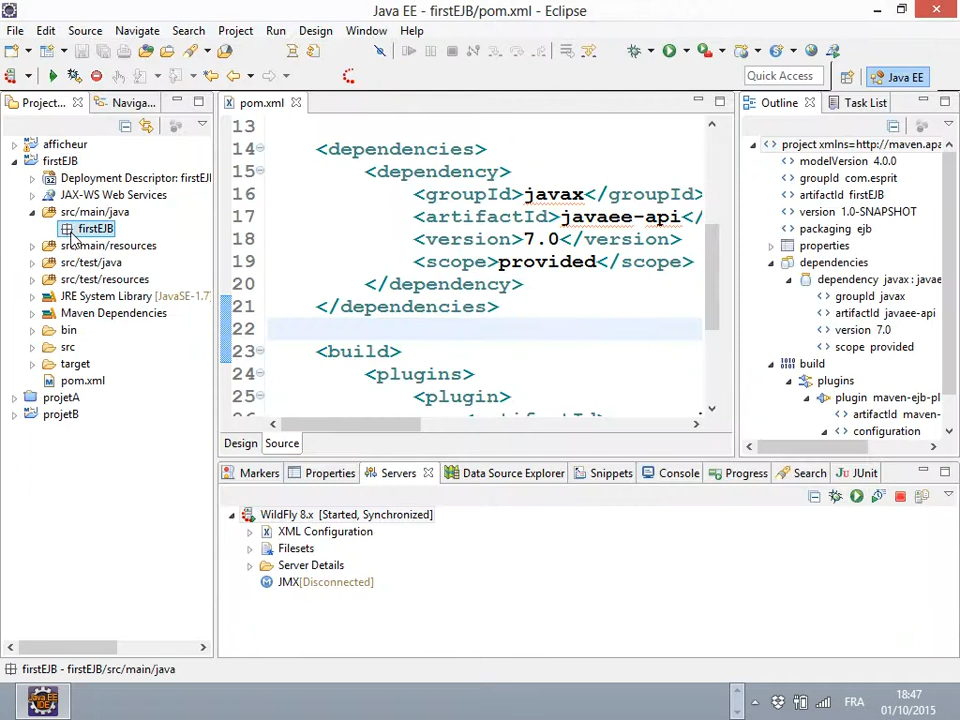 Java EE - firstEJB/pom.xml - Eclipse
File Edit Source Navigate Search Project Run Design Window Help
Quick Access
Java EE
Project...
Naviga...
afficheur
firstEJB
Deployment Descriptor: firstEJ
JAX-WS Web Services
src/main/java
firstEJB
src/main/resources
src/test/java
src/test/resources
JRE System Library [JavaSE-1.7]
Maven Dependencies
bin
src
target
pom.xml
projetA
projetB
pom.xml
13
14 <dependencies>
15 <dependency>
16 <groupId>javax</groupId>
17 <artifactId>javaee-api</
18 <version>7.0</version>
19 <scope>provided</scope>
20 </dependency>
21 </dependencies>
22
23 <build>
24 <plugins>
25 <plugin>
Design Source
Outline
Task List
project xmlns=http://maven.apa
modelVersion 4.0.0
groupId com.esprit
artifactId firstEJB
version 1.0-SNAPSHOT
packaging ejb
properties
dependencies
dependency javax : javaee
groupId javax
artifactId javaee-api
version 7.0
scope provided
build
plugins
plugin maven-ejb-pl
artifactId maven-
configuration
Markers Properties Servers Data Source Explorer Snippets Console Progress Search JUnit
WildFly 8.x [Started, Synchronized]
XML Configuration
Filesets
Server Details
JMX[Disconnected]
firstEJB - firstEJB/src/main/java
Java EE
IDE
FRA
18:47
01/10/2015